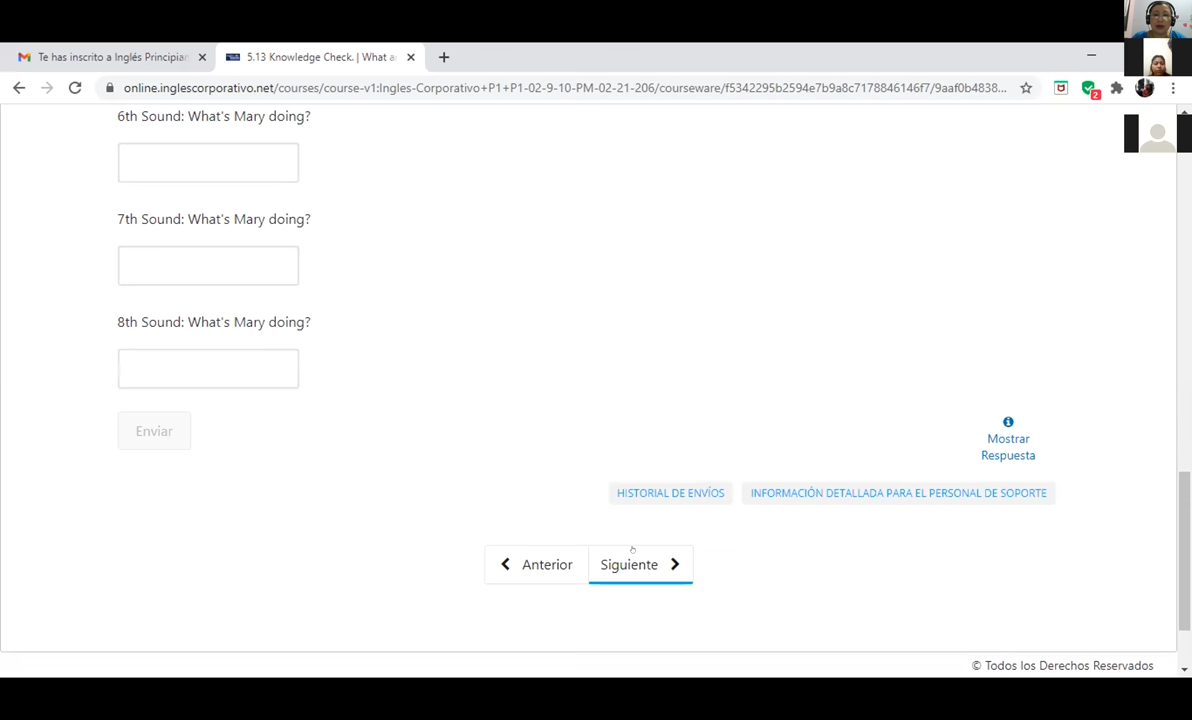 Te has inscrito a Inglés Principian
5.13 Knowledge Check. | What a
online.inglescorporativo.net/courses/course-v1:Ingles-Corporativo+P1+P1-02-9-10-PM-02-21-206/courseware/f5342295b2594e7b9a8c7178846146f7/9aaf0b4838...
2
6th Sound: What's Mary doing?
7th Sound: What's Mary doing?
8th Sound: What's Mary doing?
Enviar
Mostrar
Respuesta
HISTORIAL DE ENVÍOS
INFORMACIÓN DETALLADA PARA EL PERSONAL DE SOPORTE
Anterior
Siguiente
© Todos los Derechos Reservados